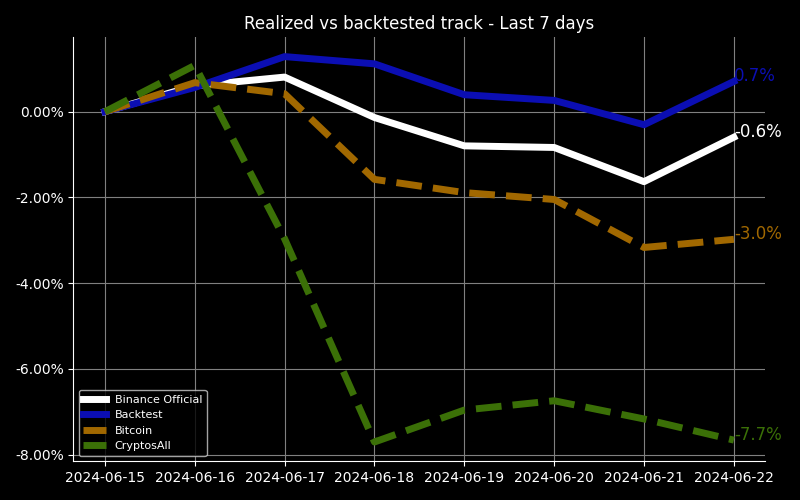 Realized vs backtested track - Last 7 days
0.7%
0.00%
-0.6%
-2.00%
-3.0%
-4.00%
-6.00%
Binance Official
Backtest
Bitcoin
CryptosAll
-7.7%
-8.00%
2024-06-15 2024-06-16 2024-06-17 2024-06-18 2024-06-19 2024-06-20 2024-06-21 2024-06-22